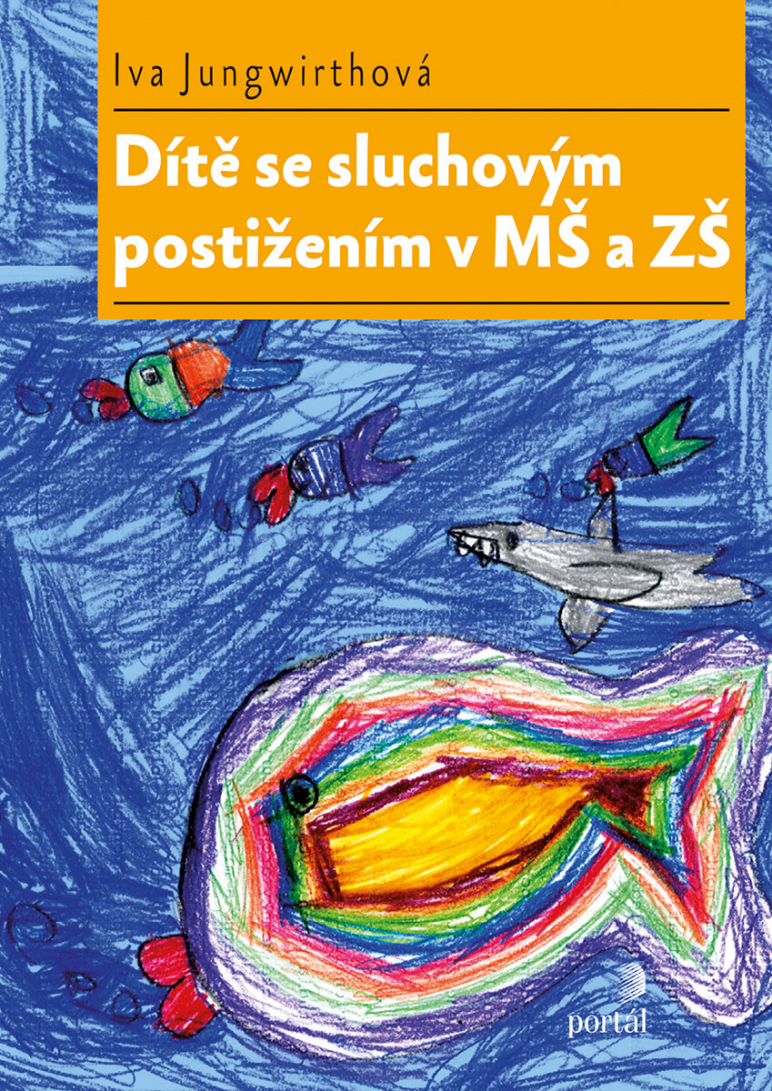 Iva Jungwirthová
Dítě se sluchovým
postižením v MŠ a ZŠ
portál